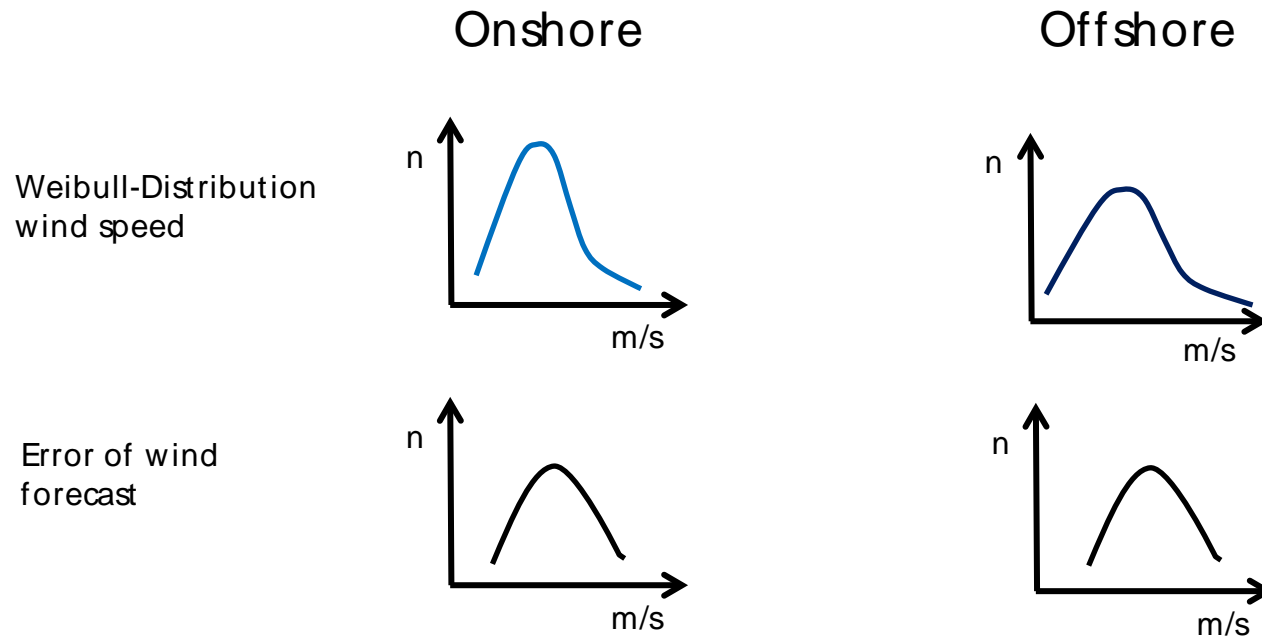 Onshore
Offshore
Weibull-Distribution
wind speed
n
m/s
n
m/s
Error of wind
forecast
n
m/s
n
m/s